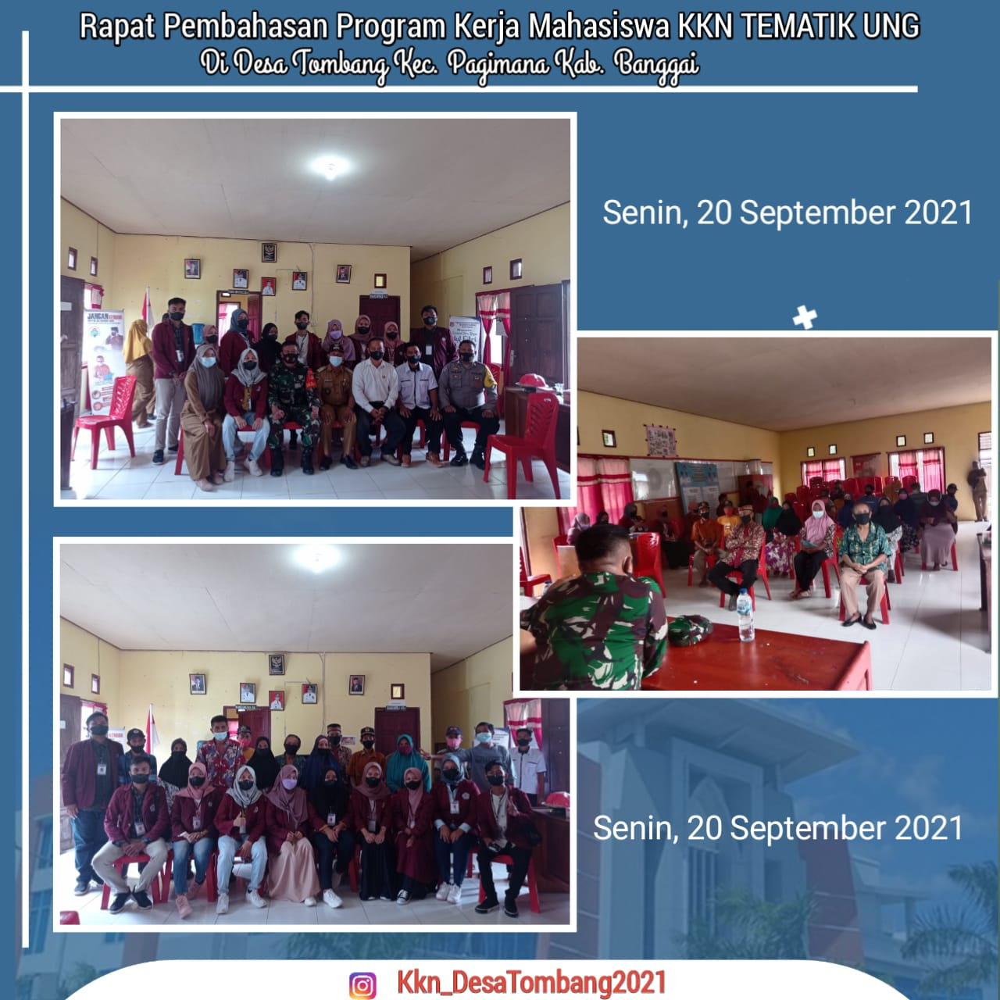 Rapat Pembahasan Program Kerja Mahasiswa KKN TEMATIK UNG
Di Desa Tombang Kec. Pagimana Kab. Banggai
Senin, 20 September 2021
JANGAN
Senin, 20 September 2021
Kkn_DesaTombang2021